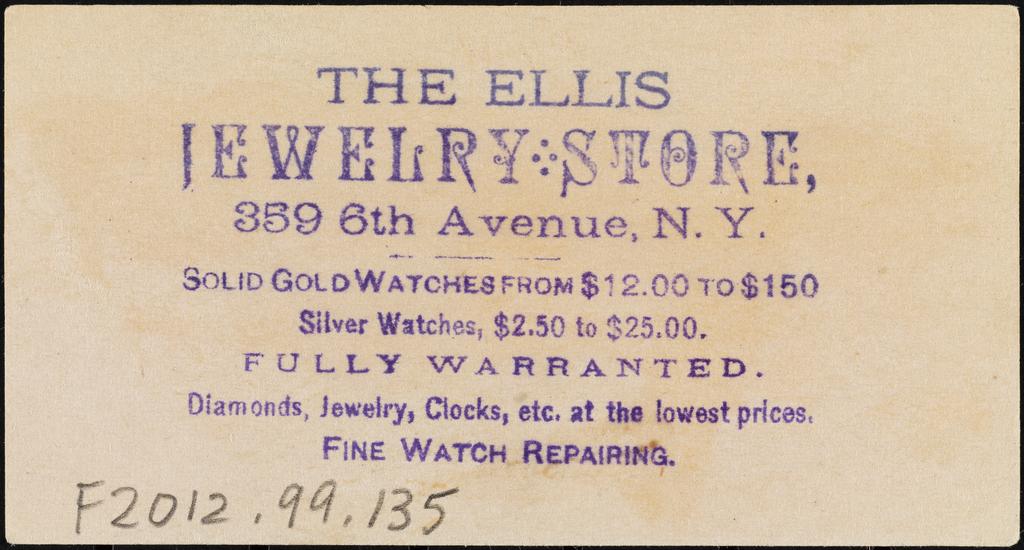 THE ELLIS
JEWELRY STORE,
359 6th Avenue, N. Y.
SOLID GOLD WATCHES FROM $12.00 TO $150
Silver Watches, $2.50 to $25.00.
FULLY WARRANTED.
Diamonds, Jewelry, Clocks, etc. at the lowest prices.
FINE WATCH REPAIRING.
F2012.99.135